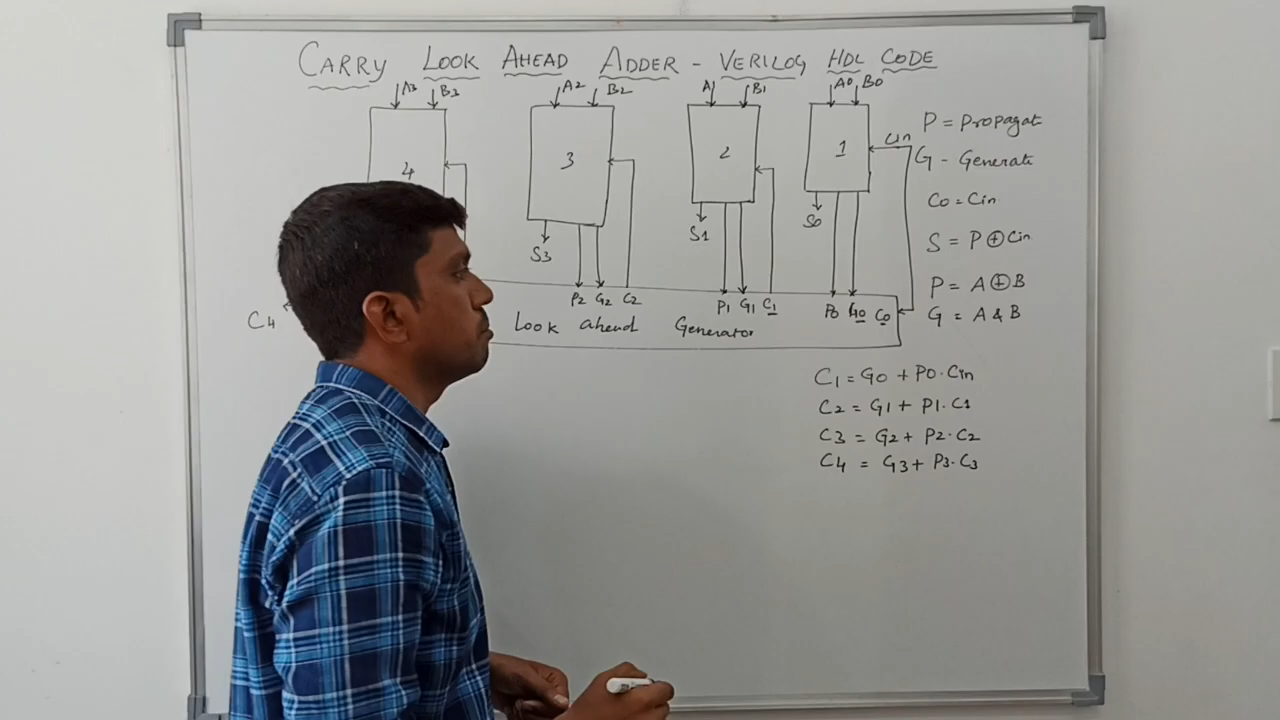 CARRY LOOK AHEAD ADDER - VERILOG HDL CODE
A3 B3 A2 B2 A1 B1 A0 B0
4 3 2 1 Cin
S3 S1 S0
P2 G2 C2 P1 G1 C1 P0 G0 C0
C4 Look ahead Generator
P = Propagat
G - Generate
C0 = Cin
S = P ⊕ Cin
P = A ⊕ B
G = A & B
C1 = G0 + P0 . Cin
C2 = G1 + P1 . C1
C3 = G2 + P2 . C2
C4 = G3 + P3 . C3